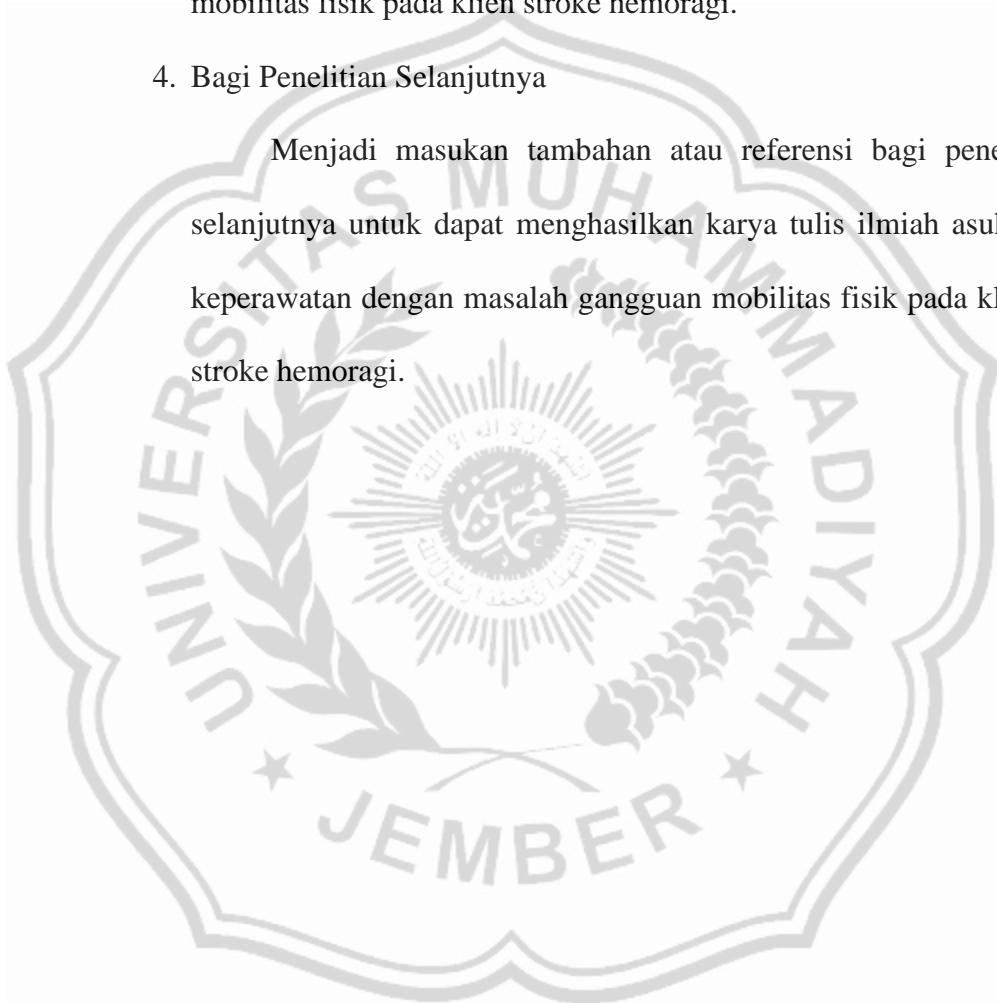 mobilitas fisik pada klien stroke hemoragi.
4. Bagi Penelitian Selanjutnya
Menjadi masukan tambahan atau referensi bagi pene
selanjutnya untuk dapat menghasilkan karya tulis ilmiah asul
keperawatan dengan masalah gangguan mobilitas fisik pada kl
stroke hemoragi.
UNIVERSITAS MUHAMMADIYAH
JEMBER